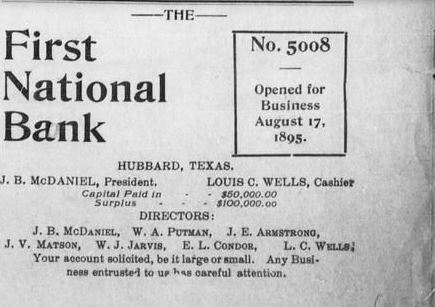 THE
First
National
Bank
No. 5008
Opened for
Business
August 17,
1895.
HUBBARD, TEXAS.
J. B. McDANIEL, President. LOUIS C. WELLS, Cashier
Capital Paid in - - $50,000.00
Surplus - - $100,000.00
DIRECTORS:
J. B. McDANIEL, W. A. PUTMAN, J. E. ARMSTRONG,
J. V. MATSON, W. J. JARVIS, E. L. CONDOR, L. C. WELLS.
Your account solicited, be it large or small. Any Busi-
ness entrusted to us has careful attention.